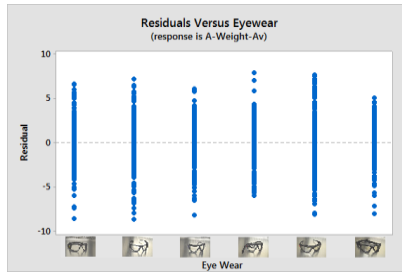 Residuals Versus Eyewear
(response is A-Weight-Av)
10
5
0
-5
-10
Residual
Eye Wear